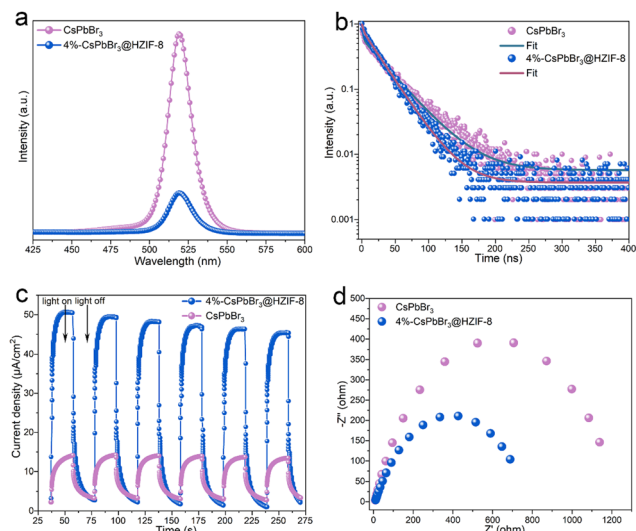 a
CsPbBr₃
4%-CsPbBr₃@HZIF-8
Intensity (a.u.)
425 450 475 500 525 550 575 600
Wavelength (nm)
b
CsPbBr₃
Fit
4%-CsPbBr₃@HZIF-8
Fit
Intensity (a.u.)
1
0.1
0.01
0.001
0 50 100 150 200 250 300 350 400
Time (ns)
c
light on light off
4%-CsPbBr₃@HZIF-8
CsPbBr₃
Current density (μA/cm²)
50
40
30
20
10
0
25 50 75 100 125 150 175 200 225 250 275
Time (s)
d
CsPbBr₃
4%-CsPbBr₃@HZIF-8
-Z'' (ohm)
500
450
400
350
300
250
200
150
100
50
0
0 200 400 600 800 1000 1200
Z' (ohm)